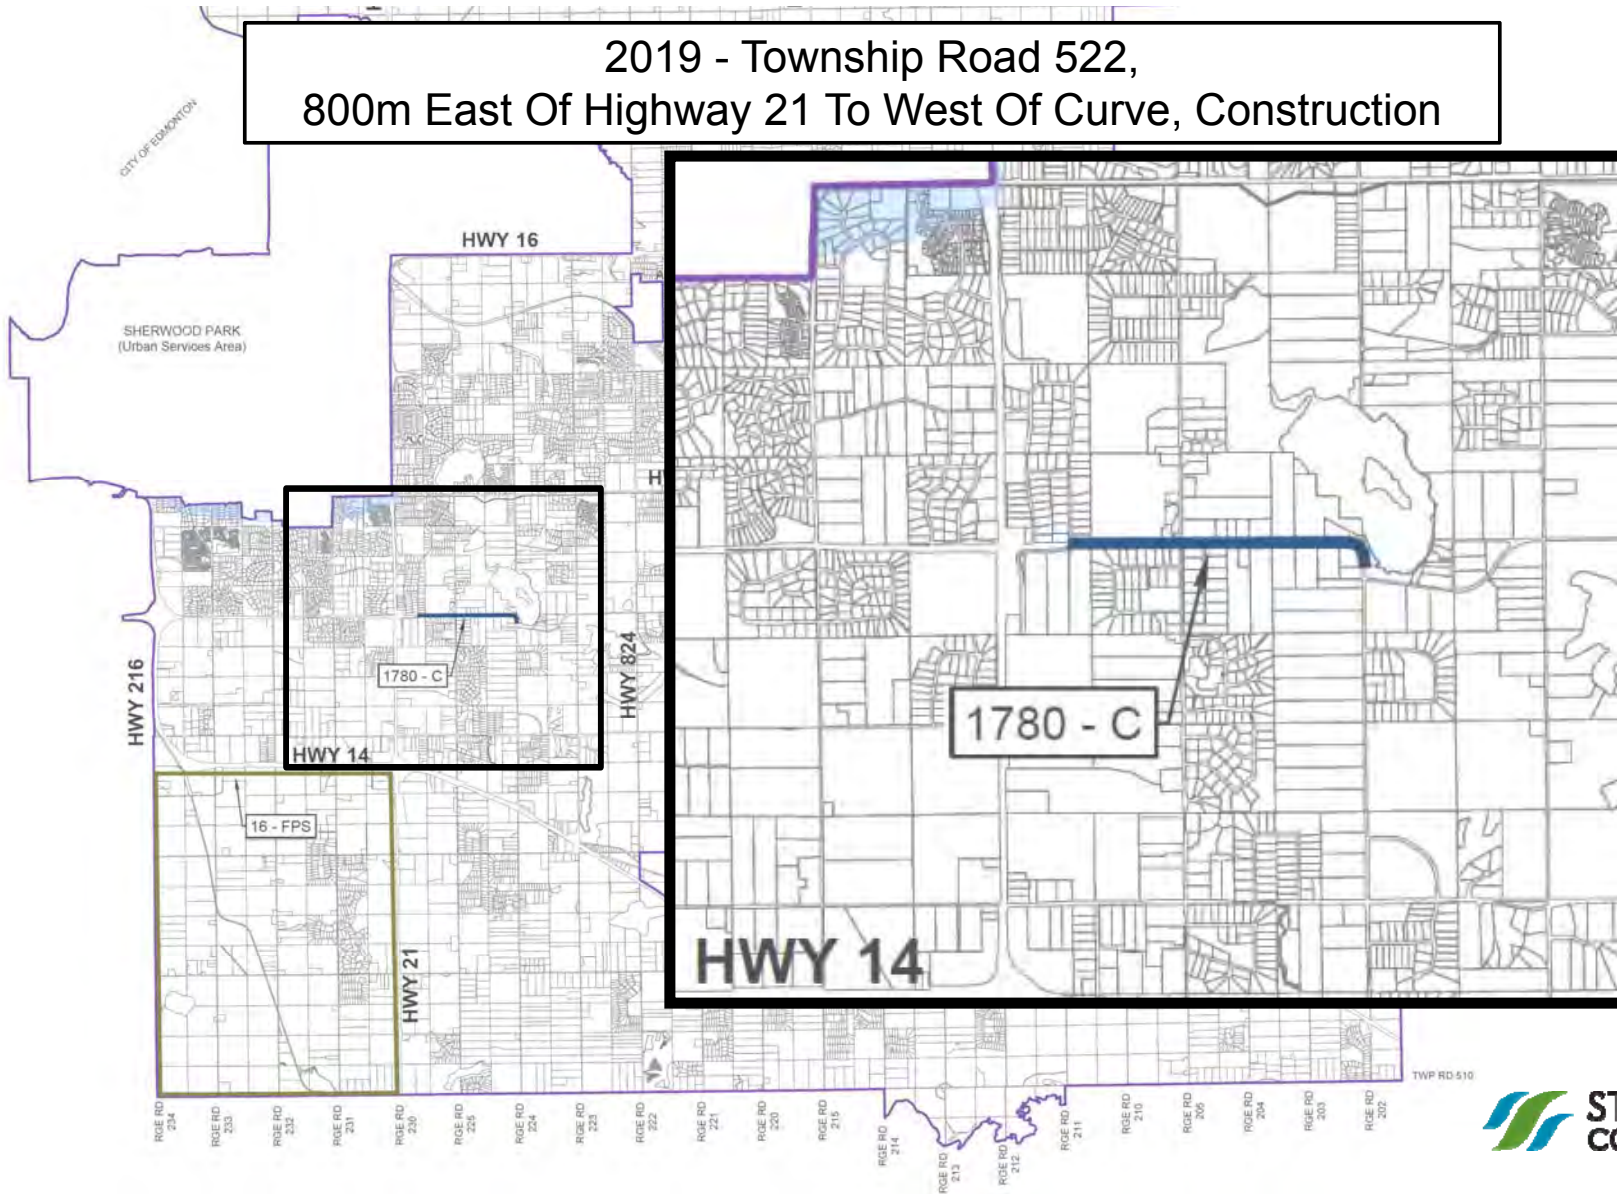 2019 - Township Road 522,
800m East Of Highway 21 To West Of Curve, Construction
CITY OF EDMONTON
HWY 16
SHERWOOD PARK
(Urban Services Area)
HWY 216
HWY 824
1780 - C
HWY 14
16 - FPS
HWY 21
1780 - C
HWY 14
TWP RD 510
RGE RD
234
RGE RD
233
RGE RD
232
RGE RD
231
RGE RD
230
RGE RD
225
RGE RD
224
RGE RD
223
RGE RD
222
RGE RD
221
RGE RD
220
RGE RD
215
RGE RD
214
RGE RD
213
RGE RD
212
RGE RD
211
RGE RD
210
RGE RD
205
RGE RD
204
RGE RD
203
RGE RD
202